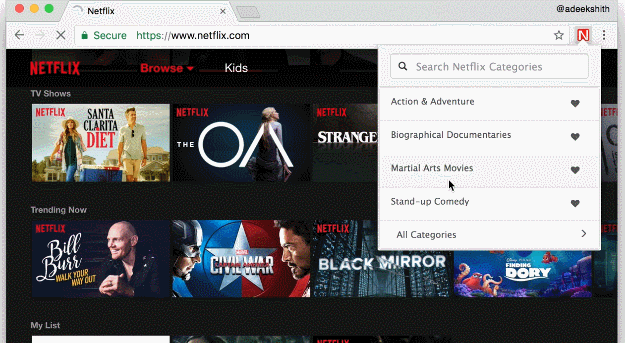 Netflix
@adeekshith
Secure https://www.netflix.com
N
NETFLIX Browse Kids
Search Netflix Categories
Action & Adventure
Biographical Documentaries
Martial Arts Movies
Stand-up Comedy
All Categories
TV Shows
NETFLIX
SANTA
CLARITA
DIET
NETFLIX
THE OA
NETFLIX
STRANGE
Trending Now
NETFLIX
Bill
Burr
WALK YOUR
WAY OUT
CAPTAIN AMERICA
CIVIL WAR
NETFLIX
BLACK MIRROR
FINDING
DORY
My List
NETFLIX